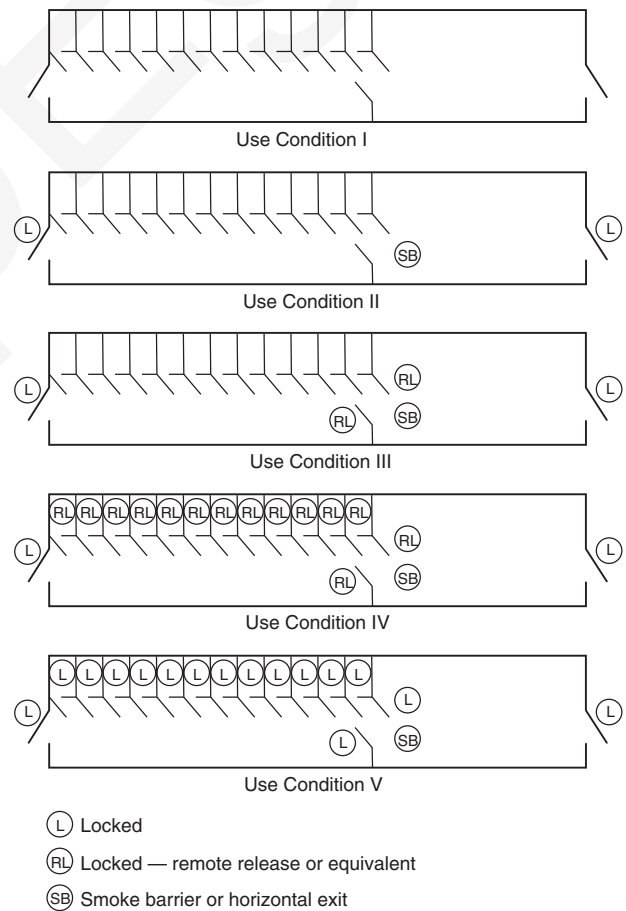 Use Condition I
L L
SB
Use Condition II
RL
L L
RL SB
Use Condition III
RL RL RL RL RL RL RL RL RL RL RL RL
RL
L L
RL SB
Use Condition IV
L L L L L L L L L L L L
L
L L
L SB
Use Condition V
L Locked
RL Locked — remote release or equivalent
SB Smoke barrier or horizontal exit